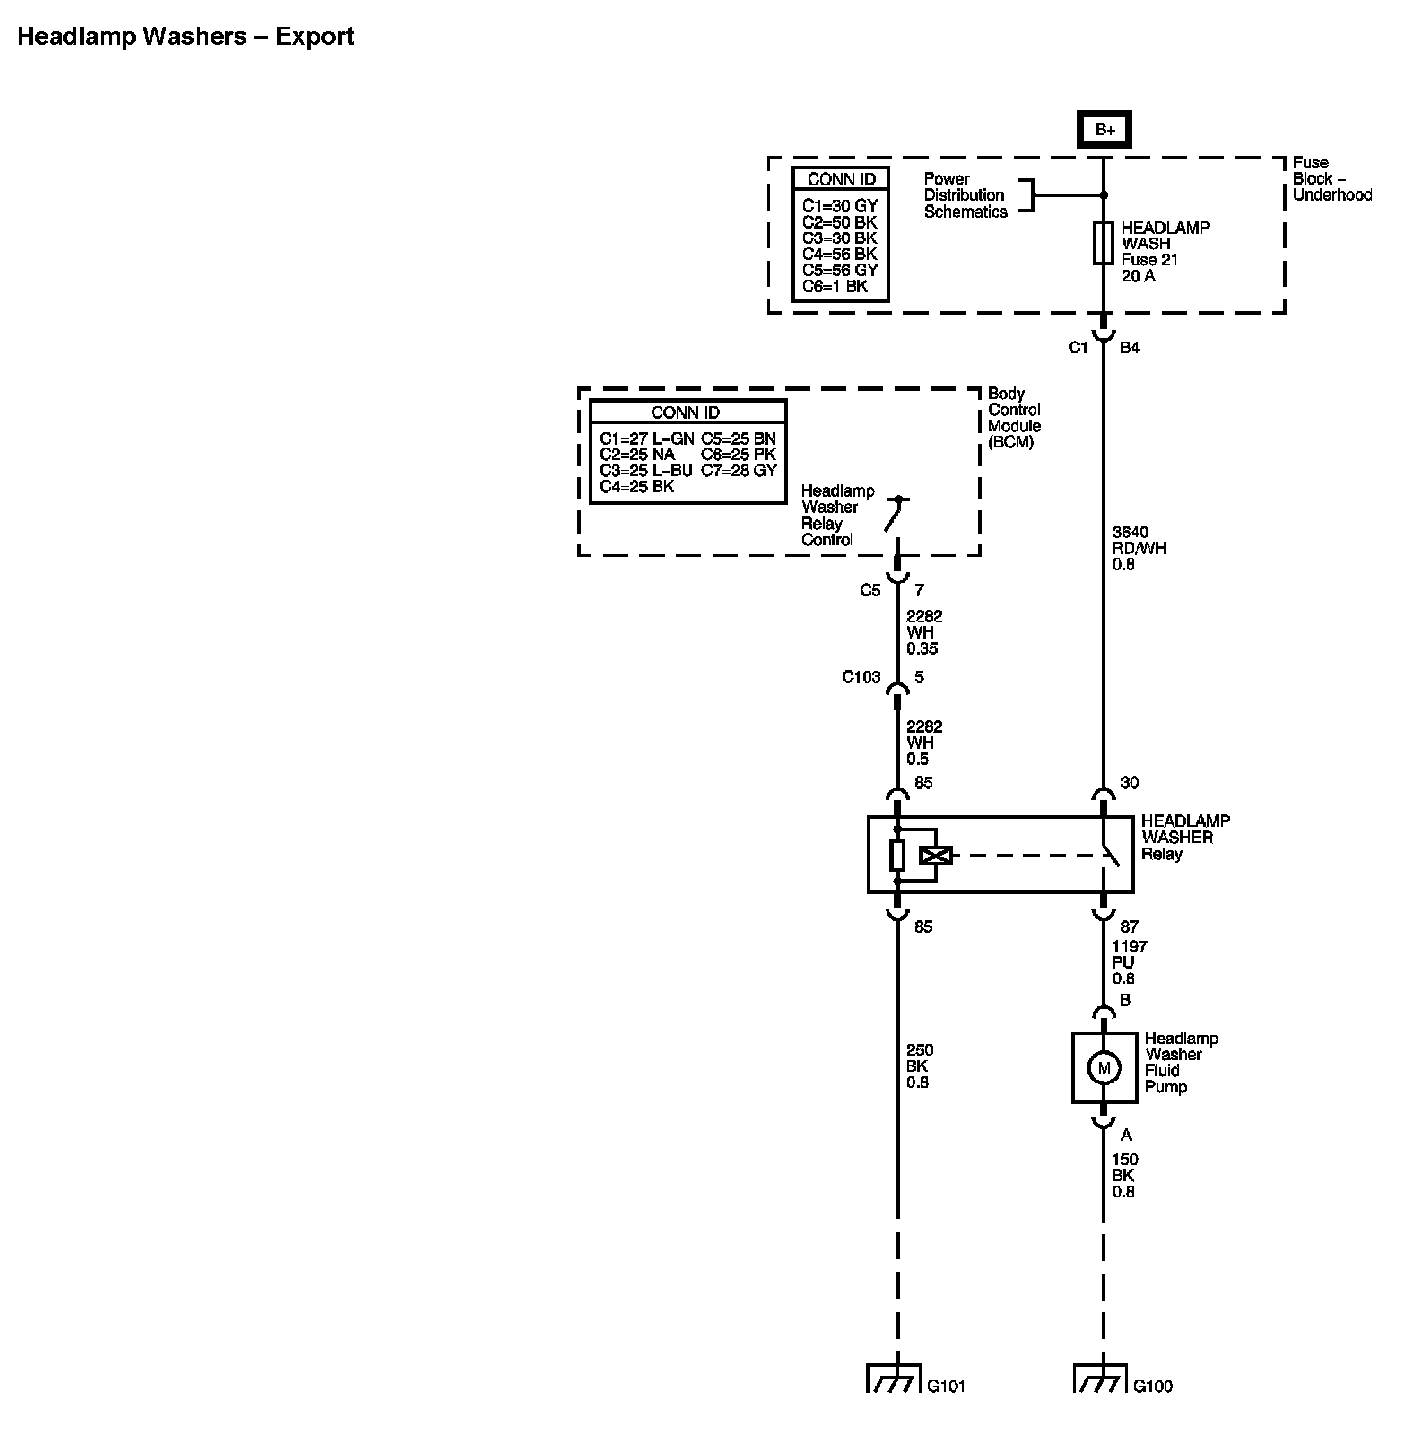 Headlamp Washers – Export
B+
Fuse
Block –
Underhood
CONN ID
C1=30 GY
C2=50 BK
C3=30 BK
C4=56 BK
C5=56 GY
C6=1 BK
Power
Distribution
Schematics
HEADLAMP
WASH
Fuse 21
20 A
C1
B4
Body
Control
Module
(BCM)
CONN ID
C1=27 L–GN C5=25 BN
C2=25 NA C6=25 PK
C3=25 L–BU C7=28 GY
C4=25 BK
Headlamp
Washer
Relay
Control
3640
RD/WH
0.8
C5
7
2282
WH
0.35
C103
5
2282
WH
0.5
85
30
HEADLAMP
WASHER
Relay
85
87
1197
PU
0.8
B
250
BK
0.8
Headlamp
Washer
Fluid
Pump
M
A
150
BK
0.8
G101
G100